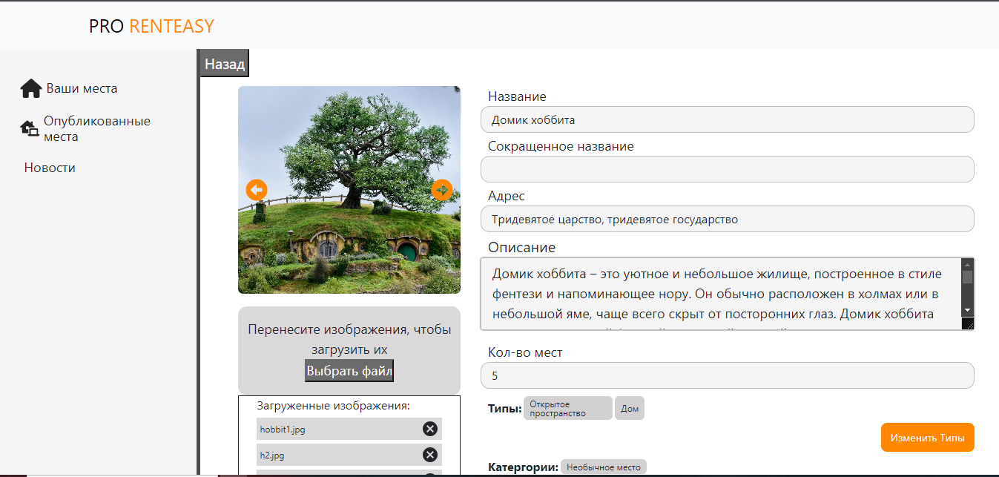 PRO RENTEASY
Назад
Ваши места
Опубликованные
места
Новости
Перенесите изображения, чтобы
загрузить их
Выбрать файл
Загруженные изображения:
hobbit1.jpg
h2.jpg
Название
Домик хоббита
Сокращенное название
Адрес
Тридевятое царство, тридевятое государство
Описание
Домик хоббита – это уютное и небольшое жилище, построенное в стиле
фентези и напоминающее нору. Он обычно расположен в холмах или в
небольшой яме, чаще всего скрыт от посторонних глаз. Домик хоббита
Кол-во мест
5
Типы: Открытое
пространство Дом
Изменить Типы
Катергории: Необычное место